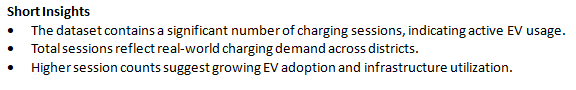 Short Insights
• The dataset contains a significant number of charging sessions, indicating active EV usage.
• Total sessions reflect real-world charging demand across districts.
• Higher session counts suggest growing EV adoption and infrastructure utilization.